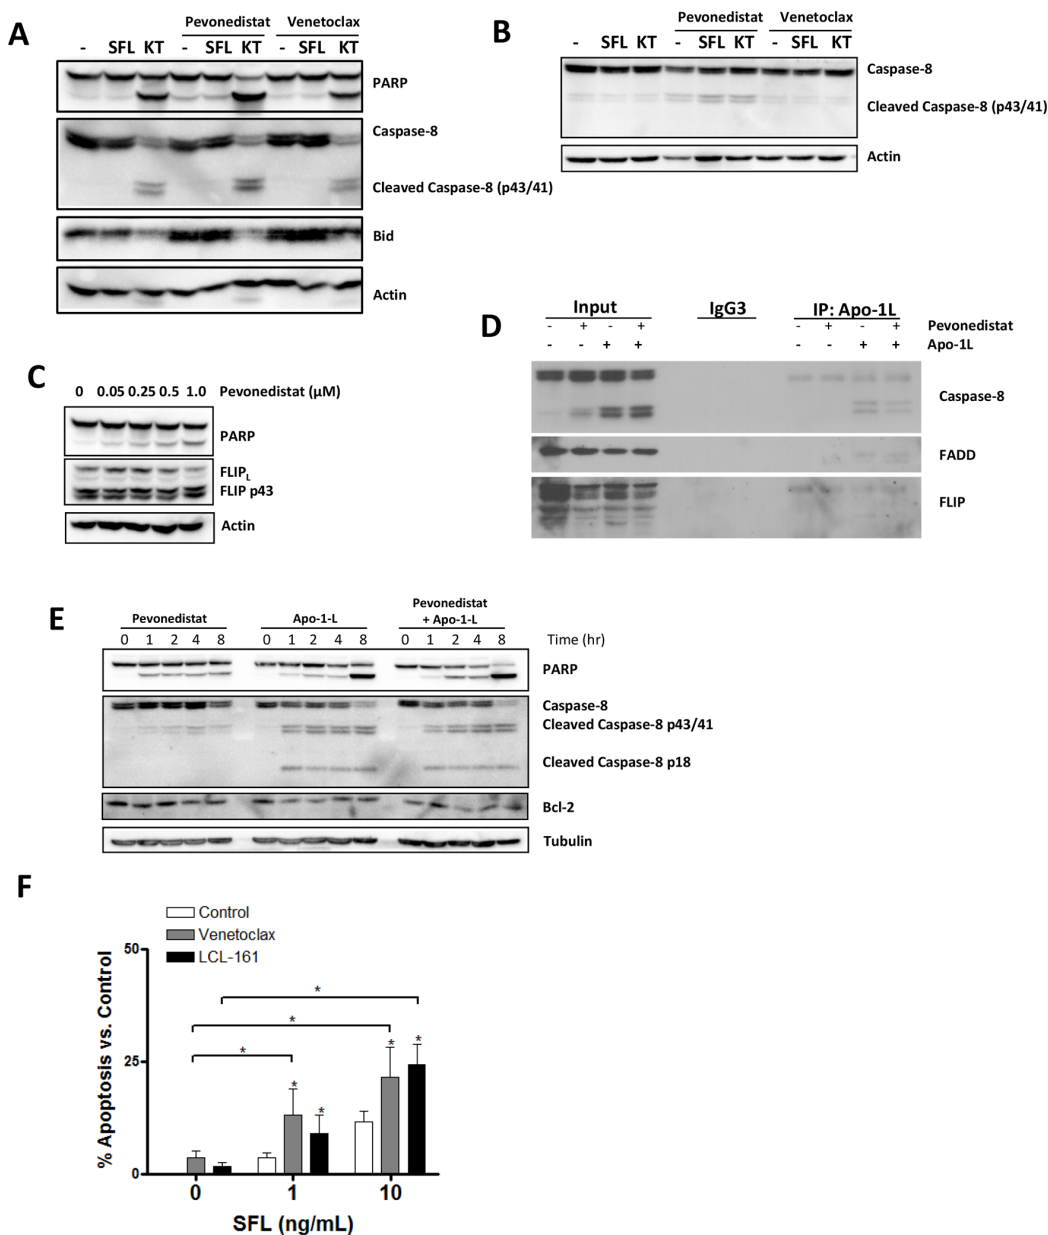 A
Pevonedistat Venetoclax
- SFL KT - SFL KT - SFL KT
PARP
Caspase-8
Cleaved Caspase-8 (p43/41)
Bid
Actin
B
Pevonedistat Venetoclax
- SFL KT - SFL KT - SFL KT
Caspase-8
Cleaved Caspase-8 (p43/41)
Actin
C
0 0.05 0.25 0.5 1.0 Pevonedistat (µM)
PARP
FLIPL
FLIP p43
Actin
D
Input IgG3 IP: Apo-1L
- + - + - + - + Pevonedistat
- - + + - - + + Apo-1L
Caspase-8
FADD
FLIP
E
Pevonedistat Apo-1-L Pevonedistat
+ Apo-1-L
0 1 2 4 8 0 1 2 4 8 0 1 2 4 8 Time (hr)
PARP
Caspase-8
Cleaved Caspase-8 p43/41
Cleaved Caspase-8 p18
Bcl-2
Tubulin
F
Control
Venetoclax
LCL-161
% Apoptosis vs. Control
50
25
0
*
*
*
* *
* *
0 1 10
SFL (ng/mL)